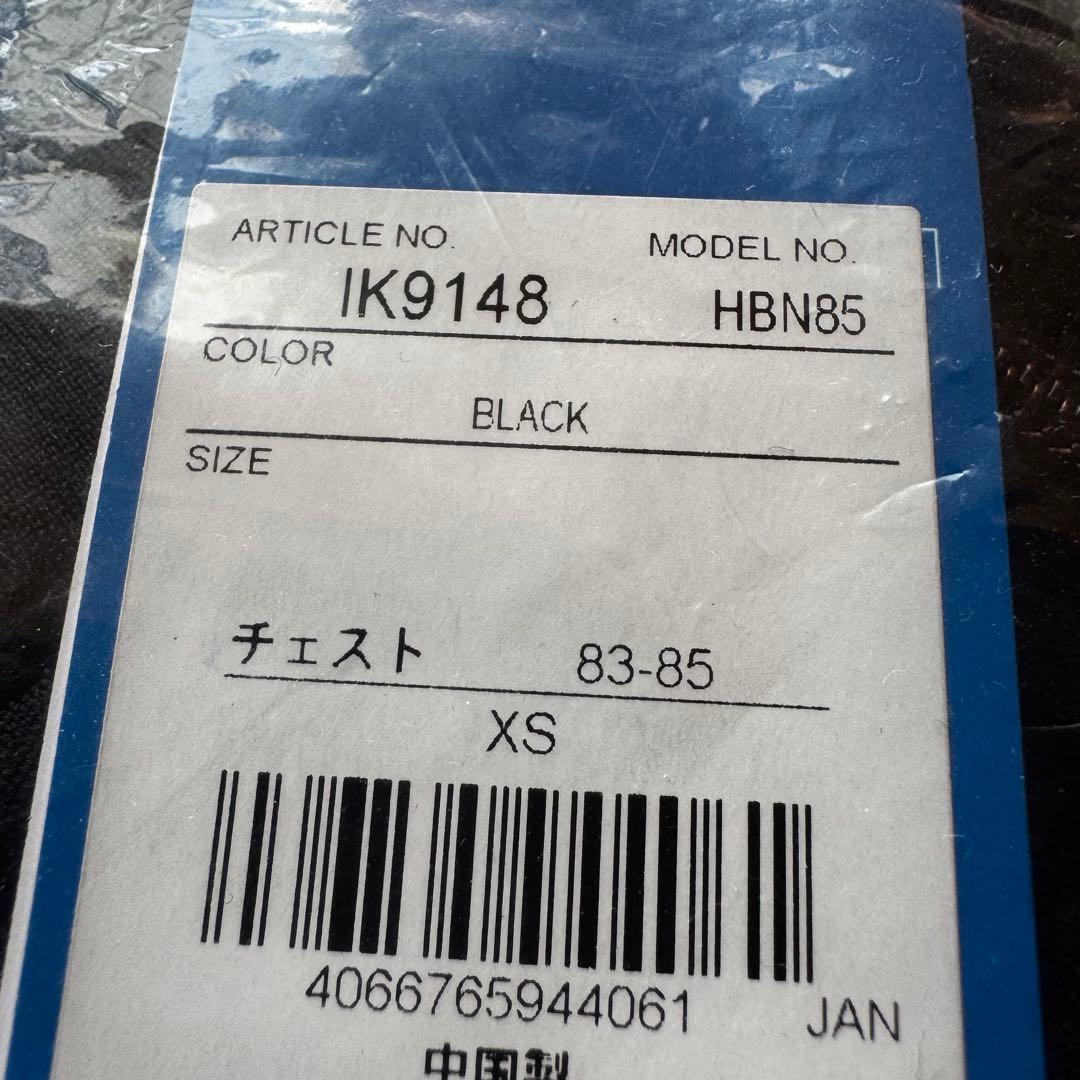 ARTICLE NO. MODEL NO.
IK9148 HBN85
COLOR
BLACK
SIZE
チェスト 83-85
XS
4066765944061 JAN
中国製